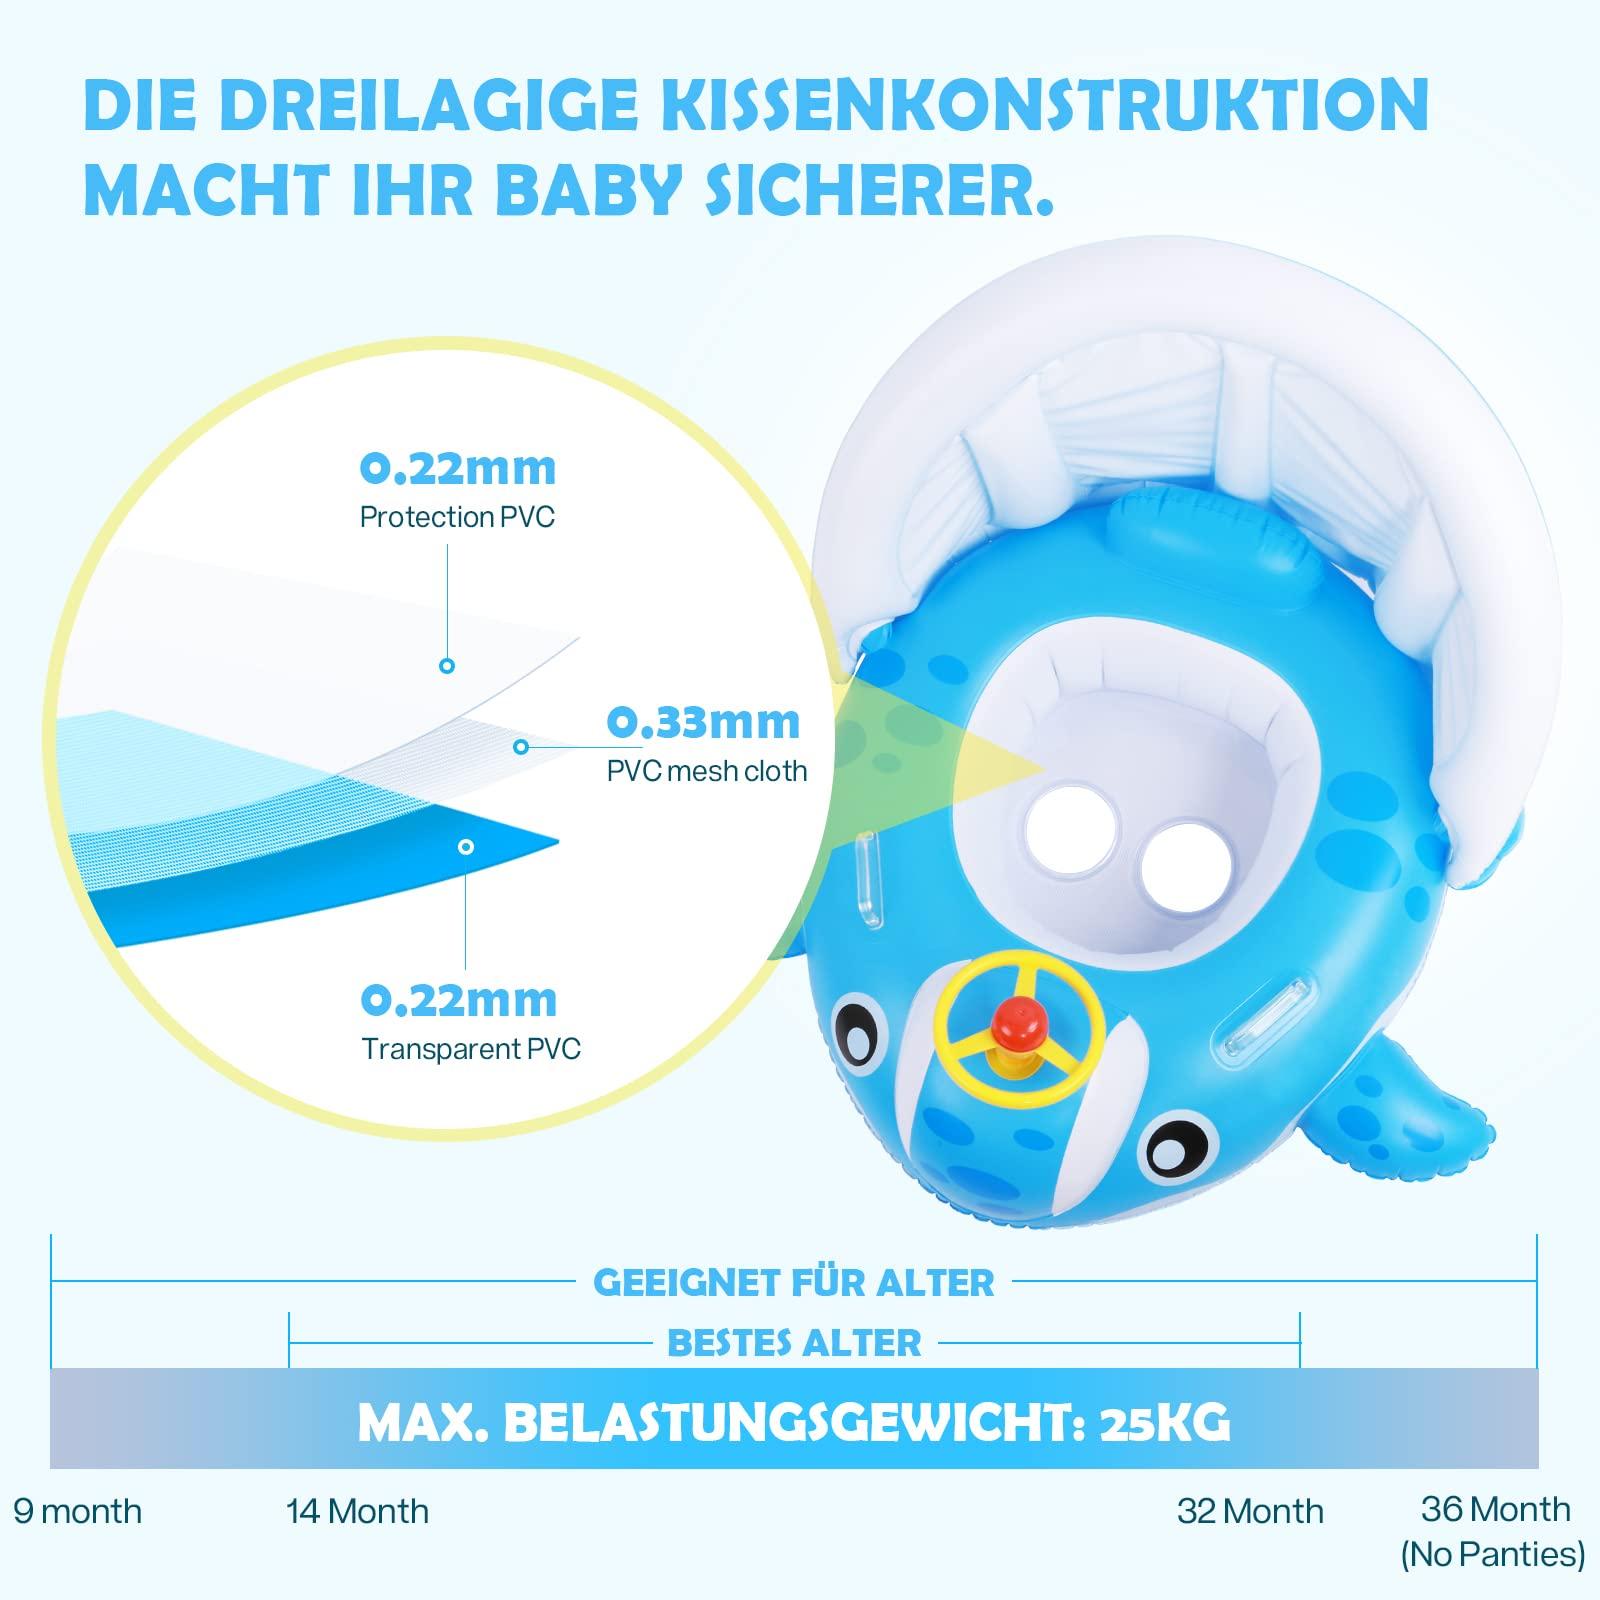 DIE DREILAGIGE KISSENKONSTRUKTION
MACHT IHR BABY SICHERER.
0.22mm
Protection PVC
0.33mm
PVC mesh cloth
0.22mm
Transparent PVC
GEEIGNET FÜR ALTER
BESTES ALTER
MAX. BELASTUNGSGEWICHT: 25KG
9 month
14 Month
32 Month
36 Month
(No Panties)